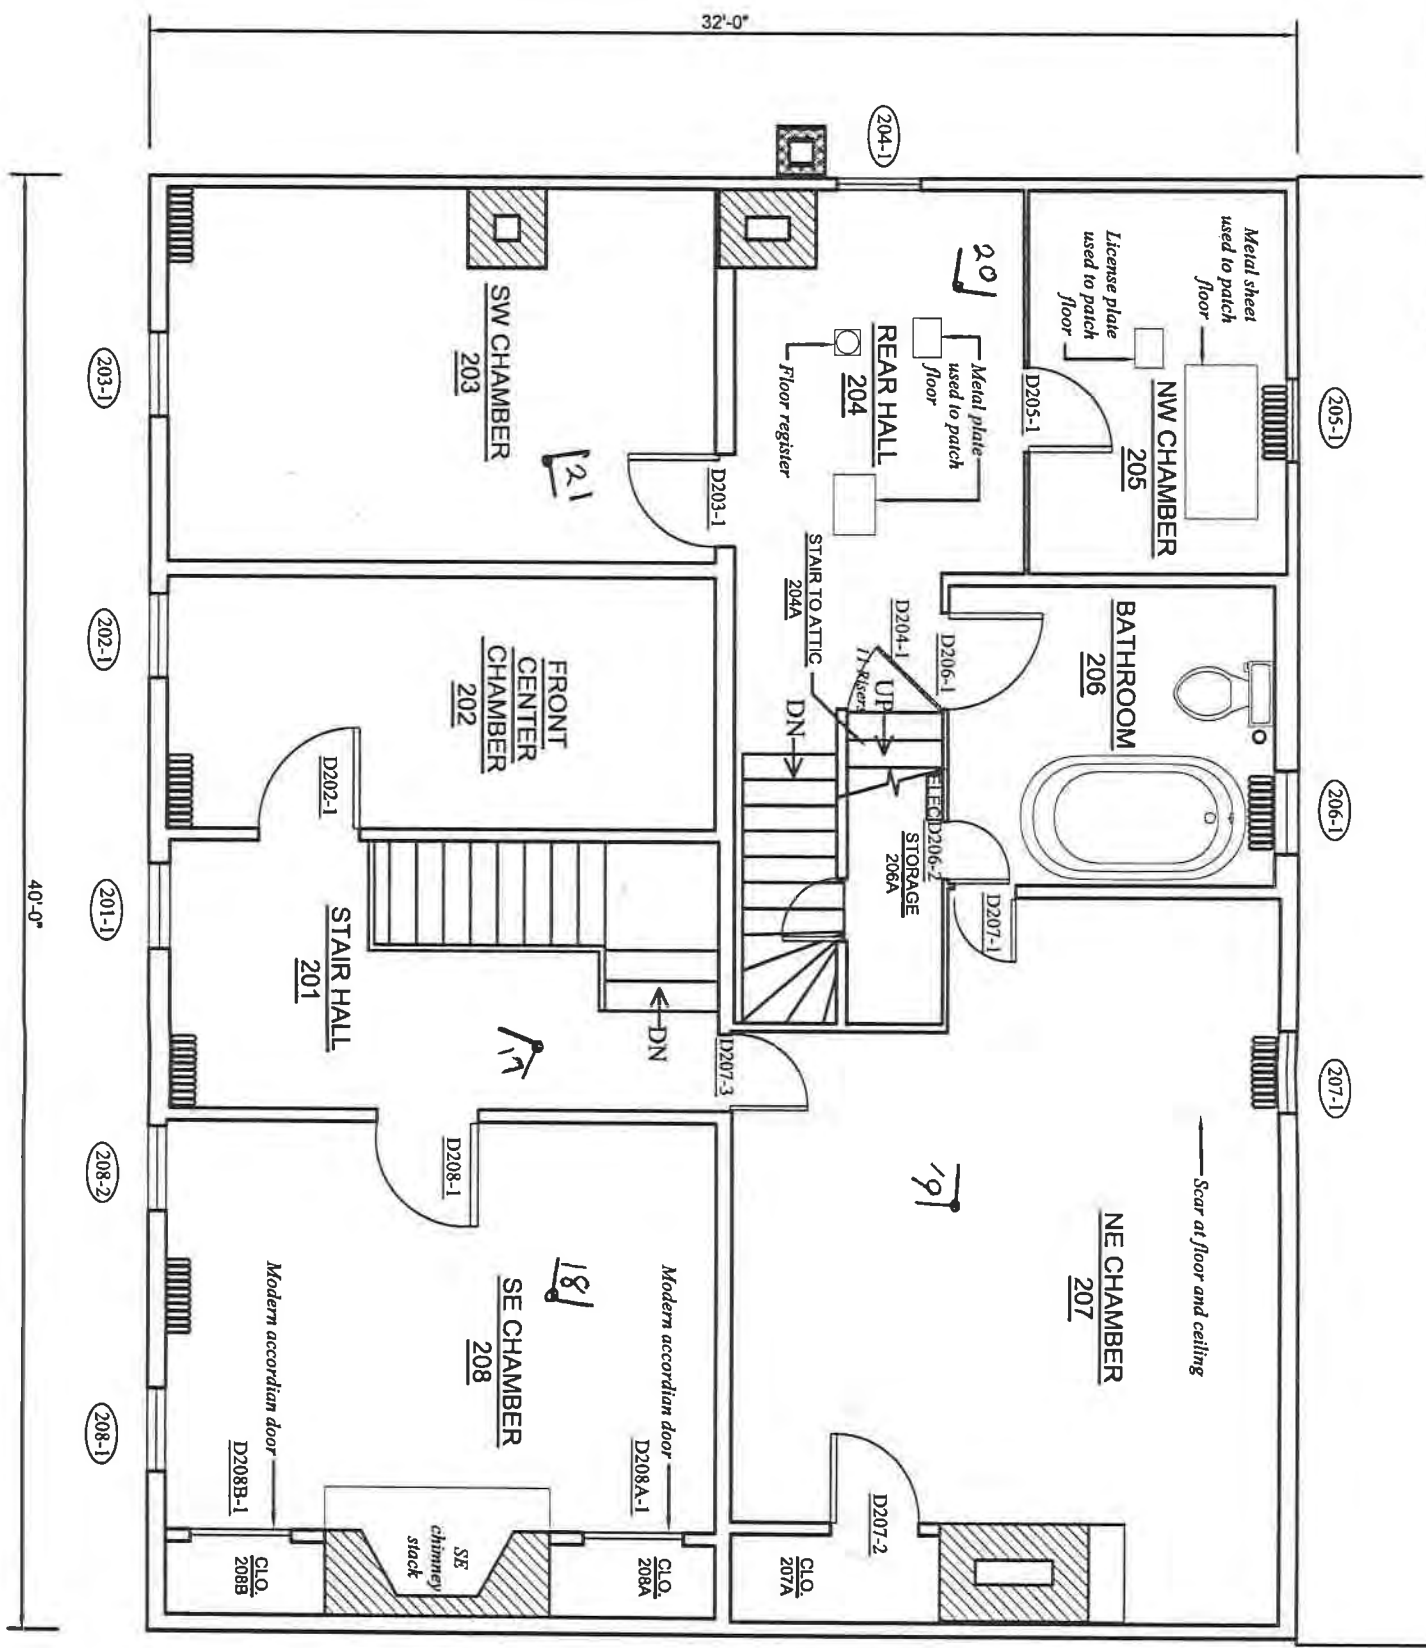 32'-0"
40'-0"
204-1
205-1
206-1
207-1
203-1
202-1
201-1
208-2
208-1
Metal sheet
used to patch
floor
License plate
used to patch
floor
NW CHAMBER
205
D205-1
20
REAR HALL
204
Metal plate
used to patch
floor
Floor register
SW CHAMBER
203
21
D203-1
STAIR TO ATTIC
204A
D204-1
11 Risers
UP
DN
D206-1
BATHROOM
206
ELEC
D206-2
STORAGE
206A
D207-1
FRONT
CENTER
CHAMBER
202
D202-1
STAIR HALL
201
17
DN
D207-3
Scar at floor and ceiling
NE CHAMBER
207
19
D207-2
CLO.
207A
D208-1
SE CHAMBER
208
18
Modern accordian door
D208A-1
CLO.
208A
Modern accordian door
D208B-1
CLO.
208B
SE
chimney
stack